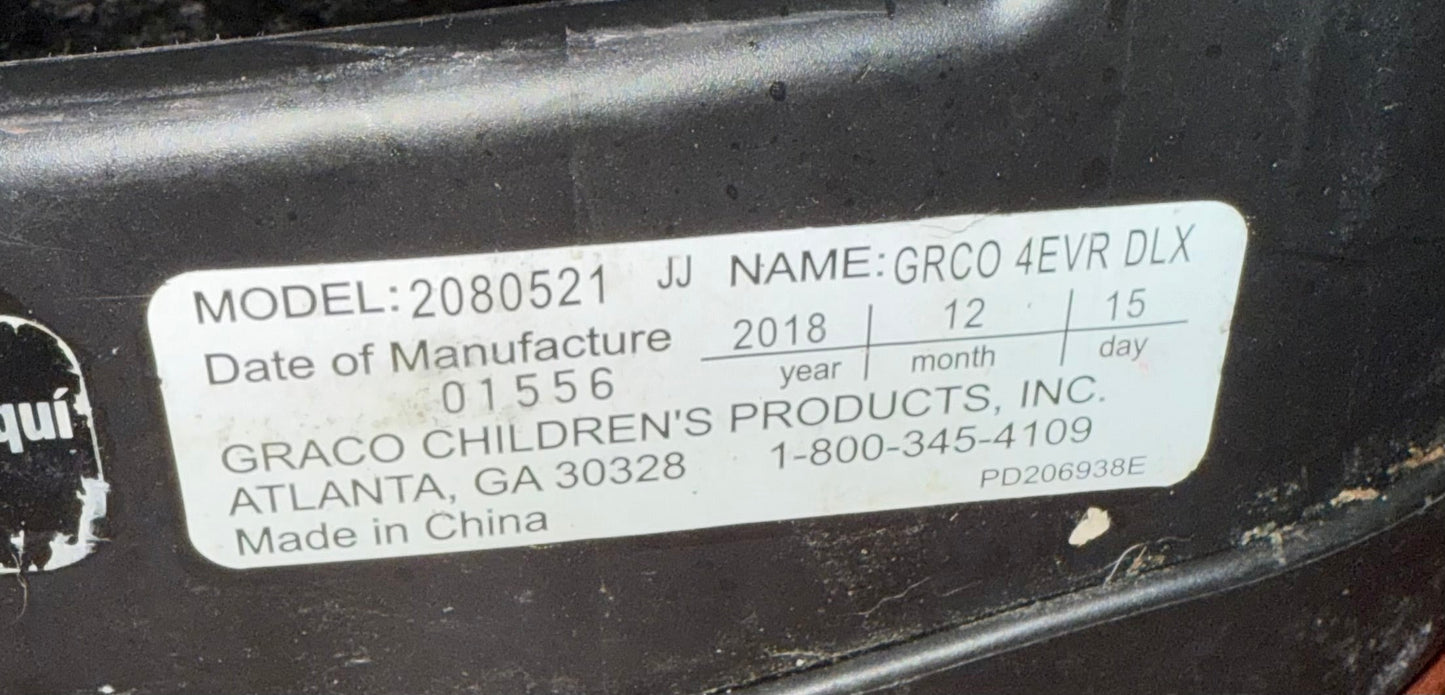 MODEL: 2080521 JJ NAME: GRCO 4EVR DLX
Date of Manufacture 2018 12 15
year month day
01556
GRACO CHILDREN'S PRODUCTS, INC.
ATLANTA, GA 30328 1-800-345-4109
Made in China PD206938E
quí